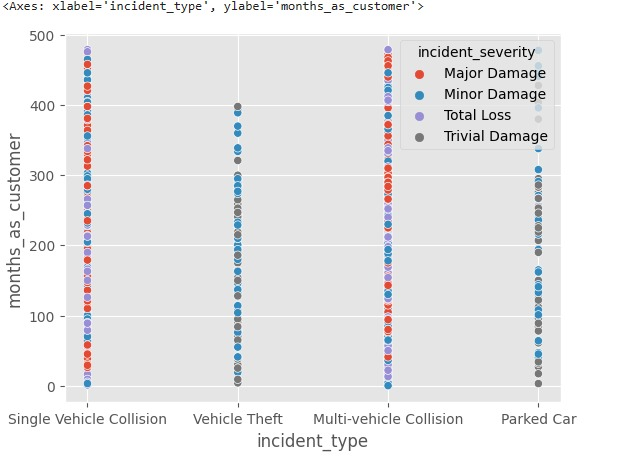 <Axes: xlabel='incident_type', ylabel='months_as_customer'>
500
400
300
200
100
0
months_as_customer
incident_severity
Major Damage
Minor Damage
Total Loss
Trivial Damage
Single Vehicle Collision
Vehicle Theft
Multi-vehicle Collision
Parked Car
incident_type